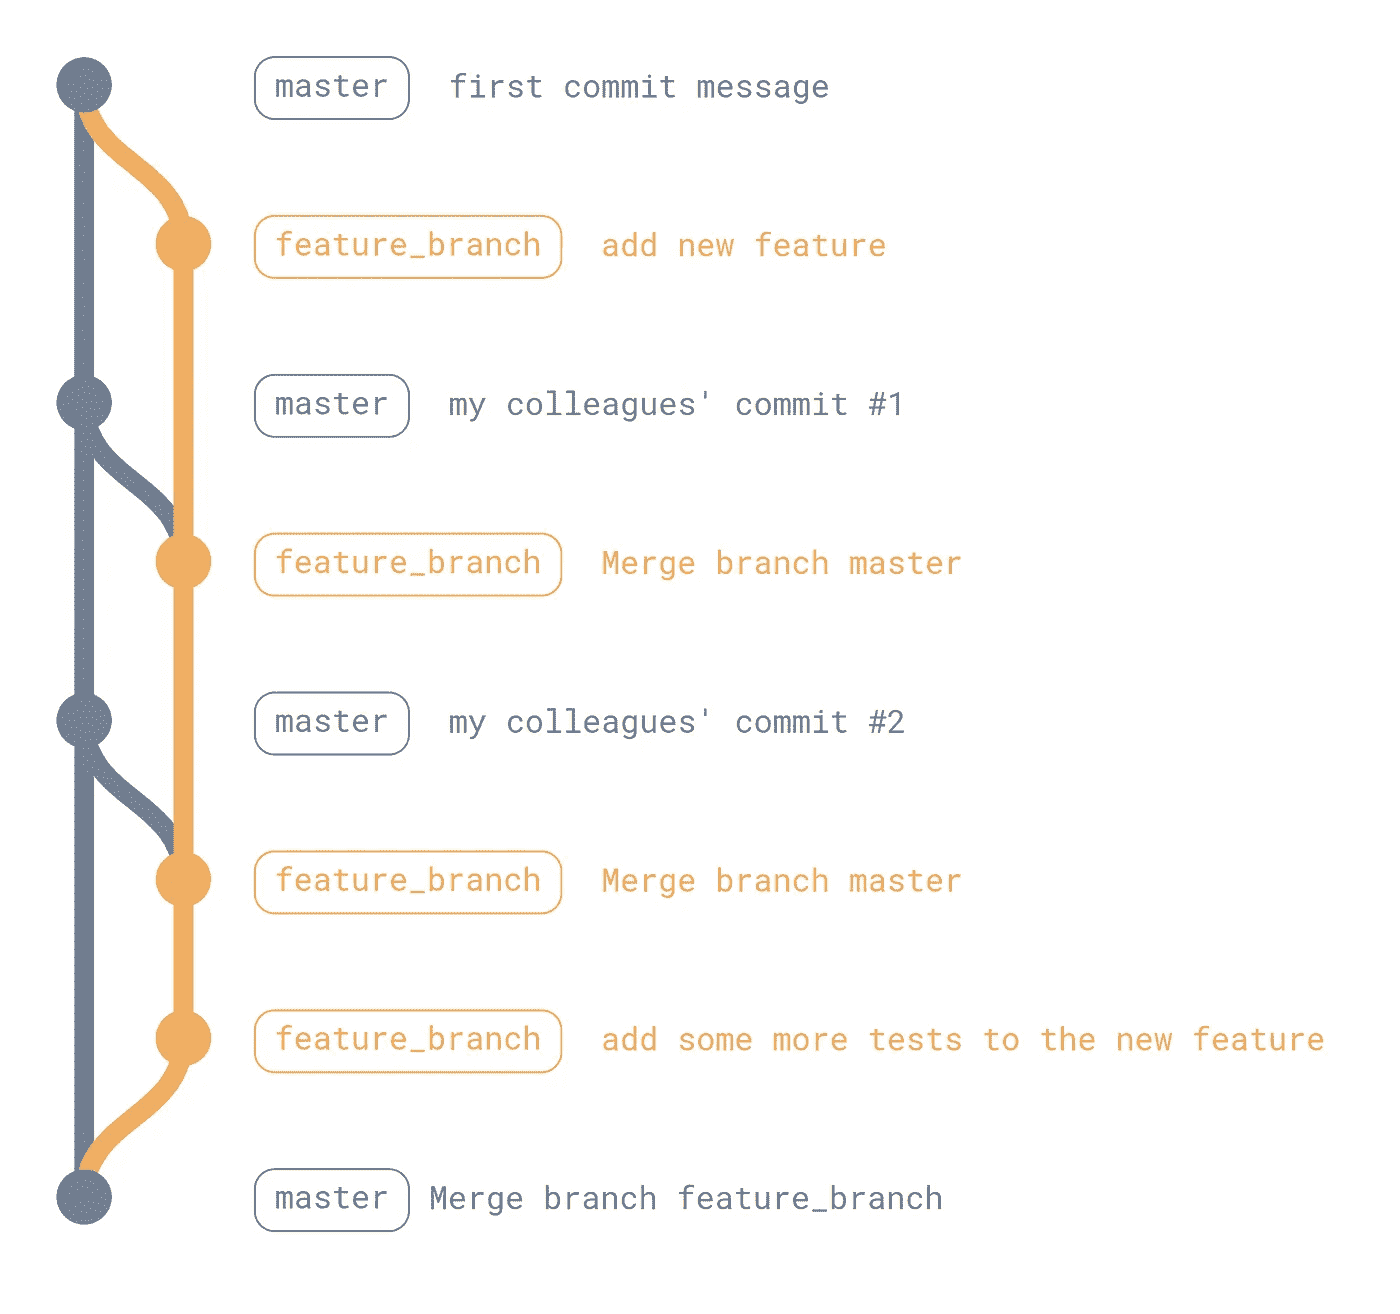 master first commit message
feature_branch add new feature
master my colleagues' commit #1
feature_branch Merge branch master
master my colleagues' commit #2
feature_branch Merge branch master
feature_branch add some more tests to the new feature
master Merge branch feature_branch